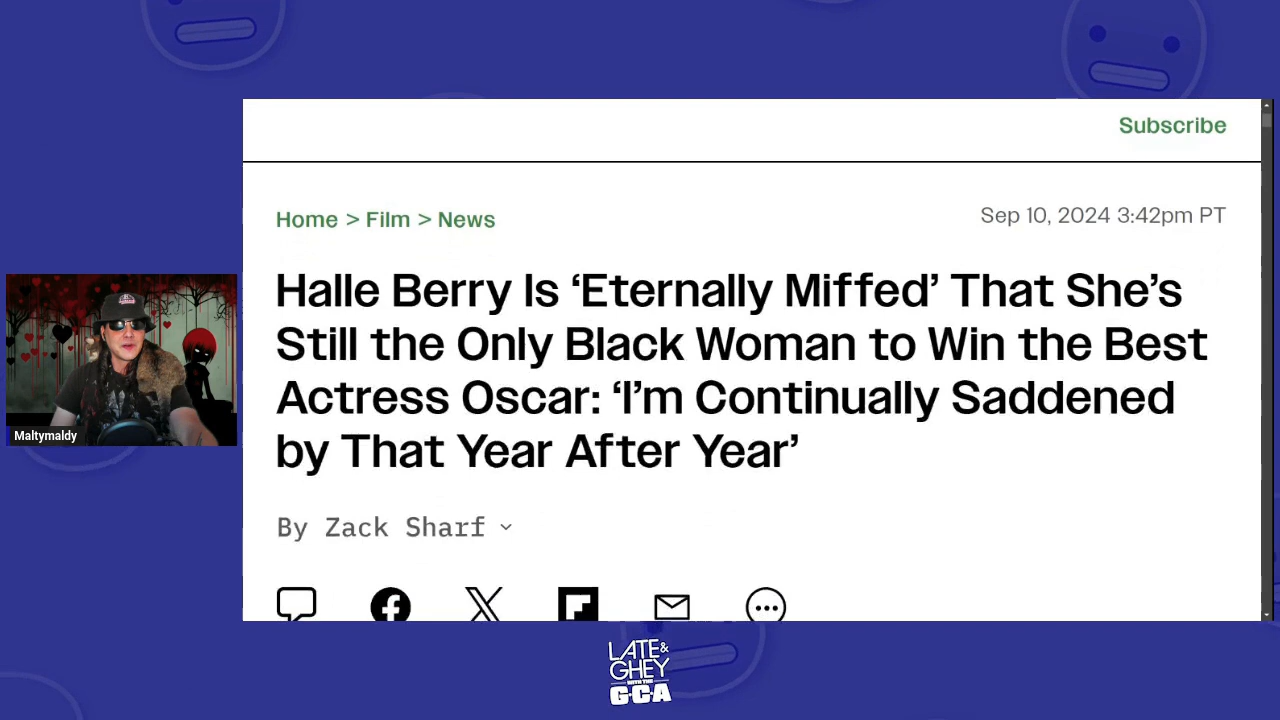 Subscribe
Home > Film > News
Sep 10, 2024 3:42pm PT
Halle Berry Is ‘Eternally Miffed’ That She’s
Still the Only Black Woman to Win the Best
Actress Oscar: ‘I’m Continually Saddened
by That Year After Year’
By Zack Sharf
Maltymaldy
LATE &
GHEY
WITH THE
G·C·A